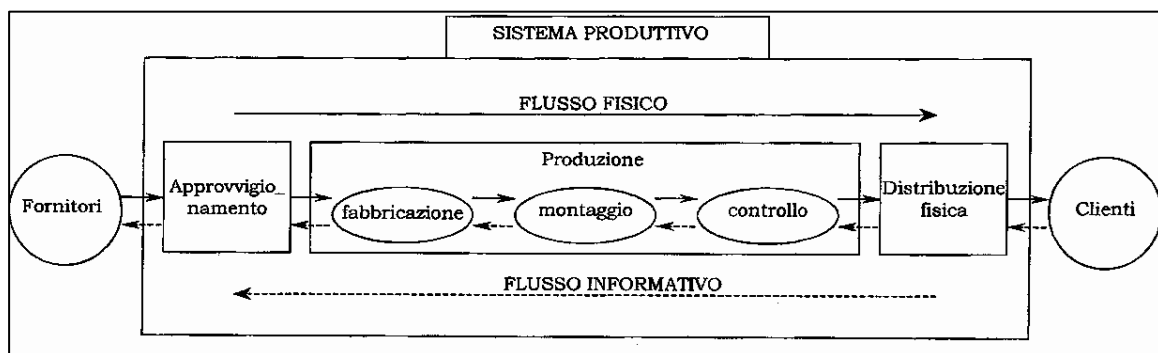 SISTEMA PRODUTTIVO
FLUSSO FISICO
Fornitori
Approvvigio_
namento
Produzione
fabbricazione
montaggio
controllo
Distribuzione
fisica
Clienti
FLUSSO INFORMATIVO